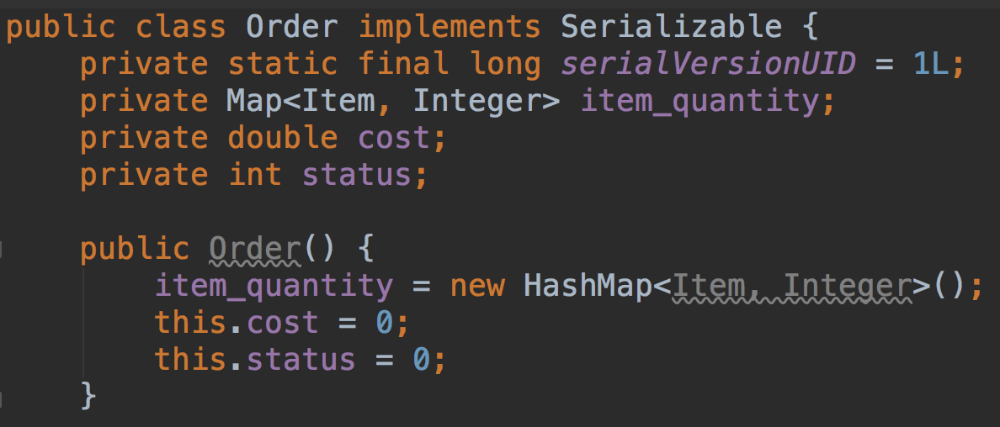 public class Order implements Serializable {
    private static final long serialVersionUID = 1L;
    private Map<Item, Integer> item_quantity;
    private double cost;
    private int status;

    public Order() {
        item_quantity = new HashMap<Item, Integer>();
        this.cost = 0;
        this.status = 0;
    }